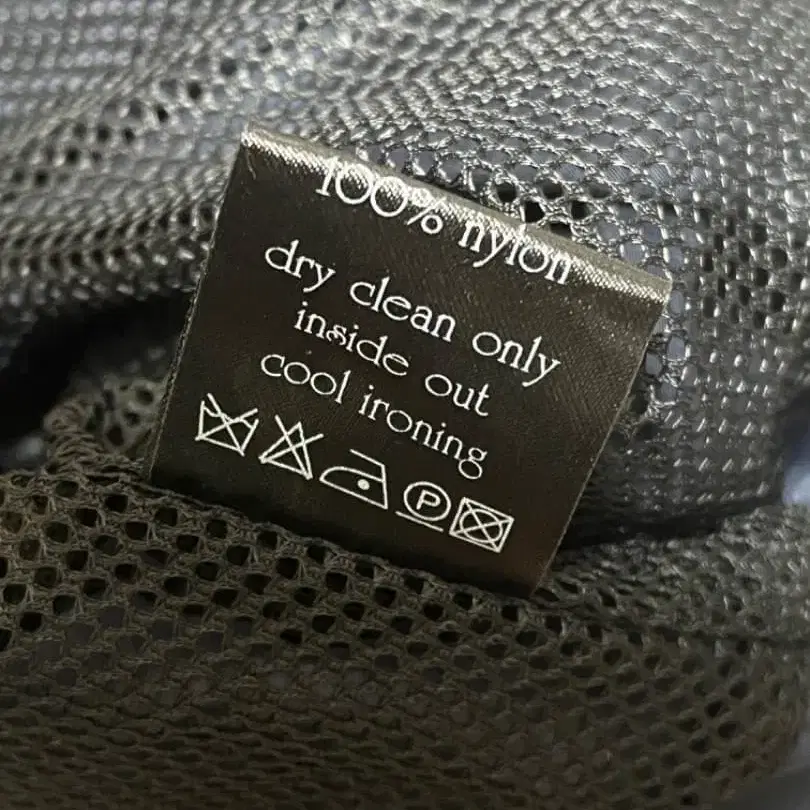 100% nylon
dry clean only
inside out
cool ironing
P